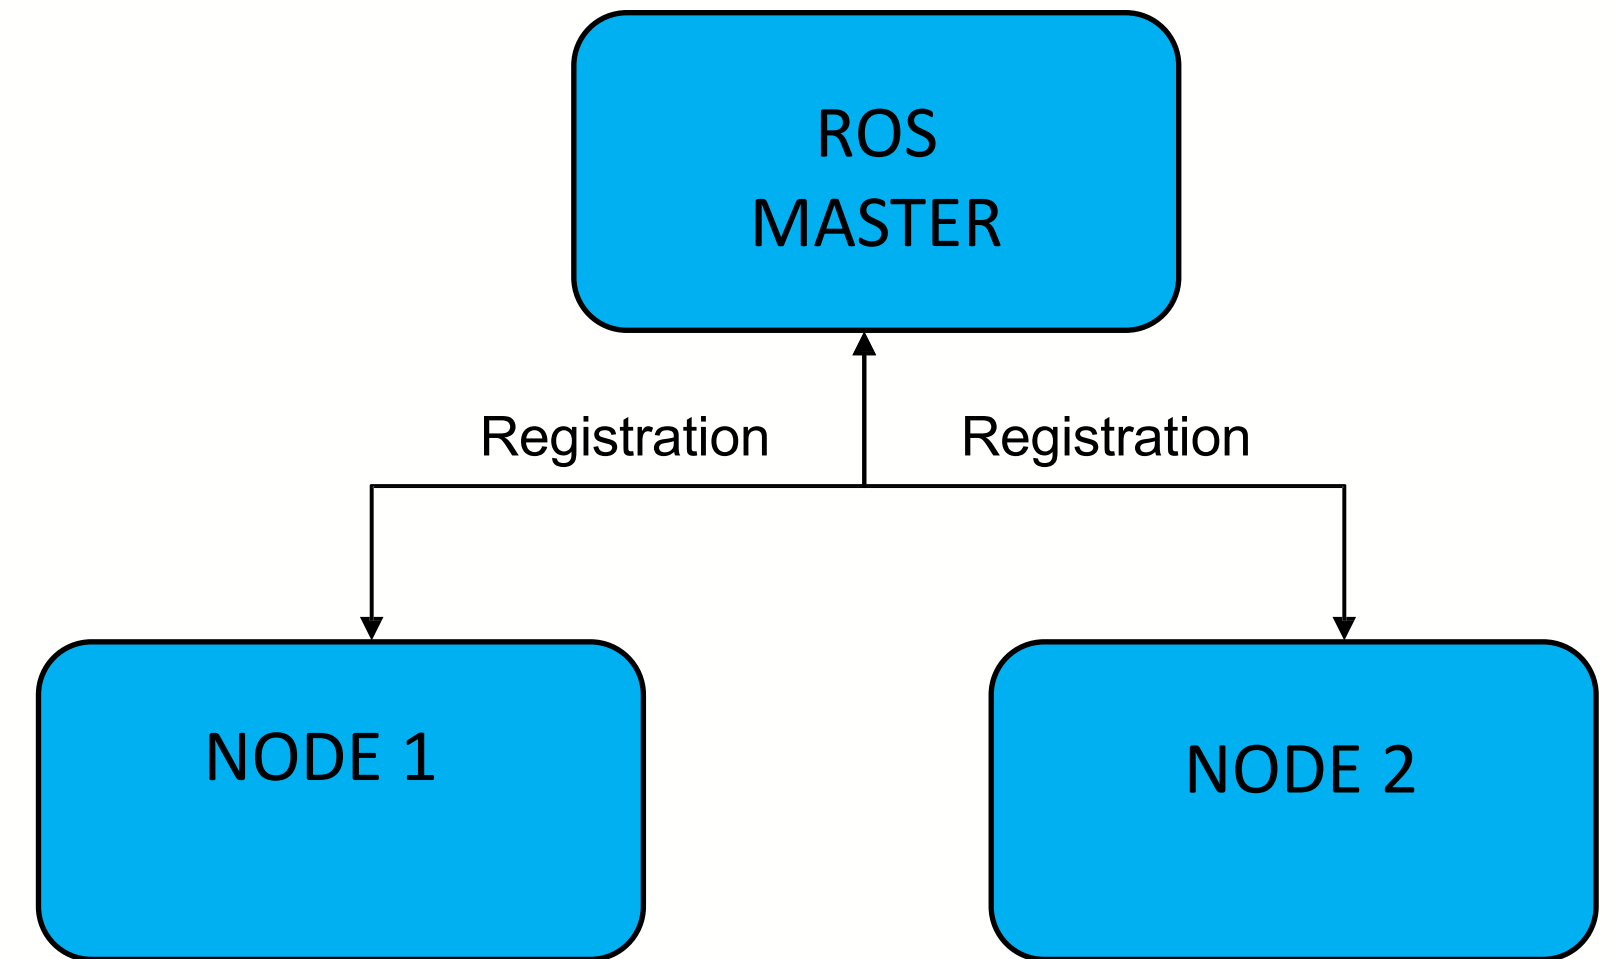 ROS
MASTER
Registration
Registration
NODE 1
NODE 2